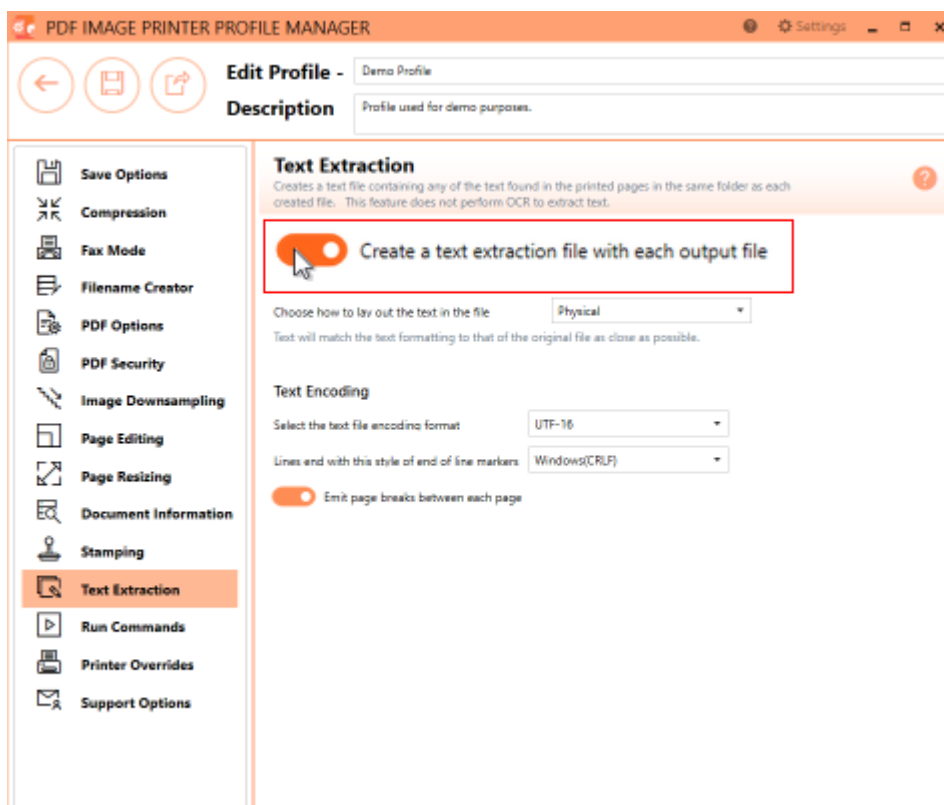 PDF IMAGE PRINTER PROFILE MANAGER
Settings
Edit Profile -
Demo Profile
Description
Profile used for demo purposes.
Save Options
Compression
Fax Mode
Filename Creator
PDF Options
PDF Security
Image Downsampling
Page Editing
Page Resizing
Document Information
Stamping
Text Extraction
Run Commands
Printer Overrides
Support Options
Text Extraction
Creates a text file containing any of the text found in the printed pages in the same folder as each
created file. This feature does not perform OCR to extract text.
Create a text extraction file with each output file
Choose how to lay out the text in the file
Physical
Text will match the text formatting to that of the original file as close as possible.
Text Encoding
Select the text file encoding format
UTF-16
Lines end with this style of end of line markers
Windows(CRLF)
Emit page breaks between each page